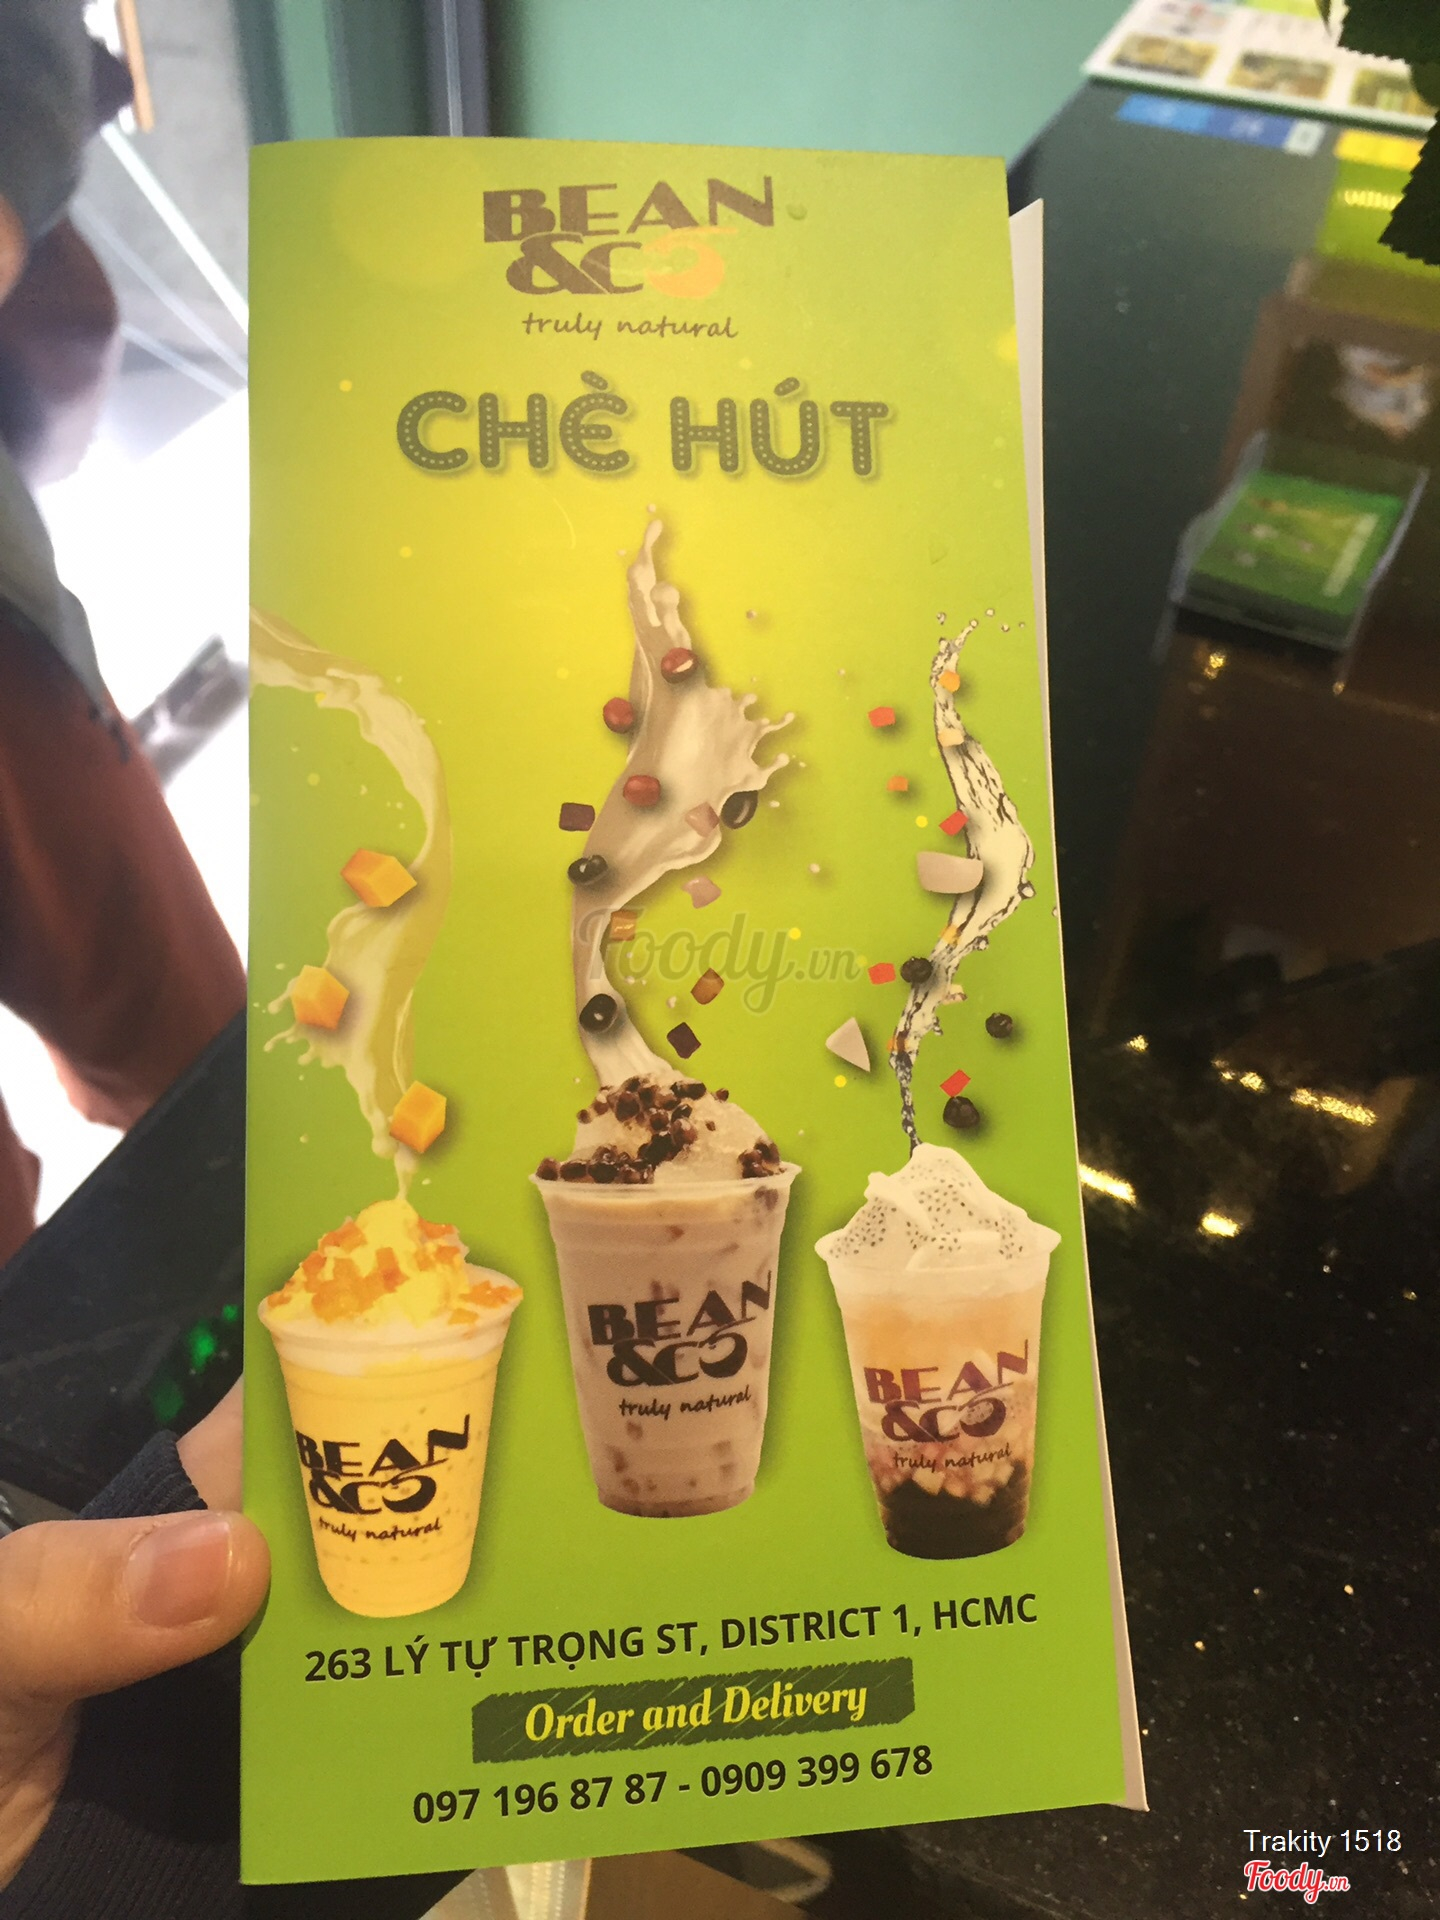 BEAN
&CO
truly natural
CHÈ HÚT
Foody.vn
BEAN
&CO
truly natural
BEAN
&CO
truly natural
BEAN
&CO
truly natural
263 LÝ TỰ TRỌNG ST, DISTRICT 1, HCMC
Order and Delivery
097 196 87 87 - 0909 399 678
Trakity 1518
Foody.vn